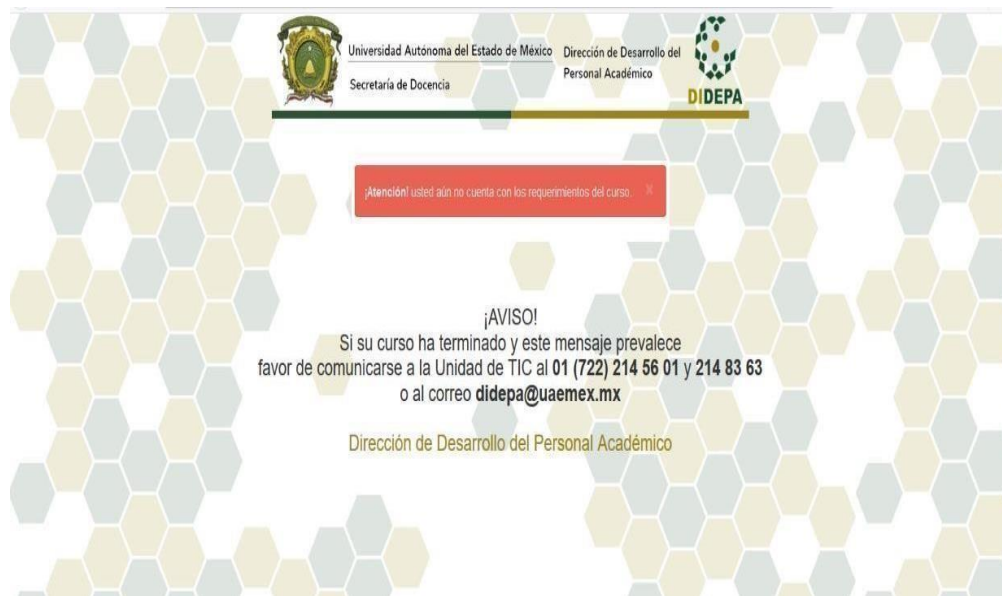 Universidad Autónoma del Estado de México
Secretaría de Docencia
Dirección de Desarrollo del
Personal Académico
DIDEPA
¡Atención! usted aún no cuenta con los requerimientos del curso. x
¡AVISO!
Si su curso ha terminado y este mensaje prevalece
favor de comunicarse a la Unidad de TIC al 01 (722) 214 56 01 y 214 83 63
o al correo didepa@uaemex.mx
Dirección de Desarrollo del Personal Académico